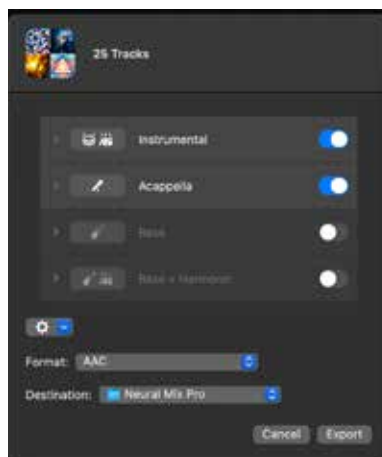 25 Tracks
Instrumental
Acappella
Bass
Bass + Harmonic
Format: AAC
Destination: Neural Mix Pro
Cancel Export